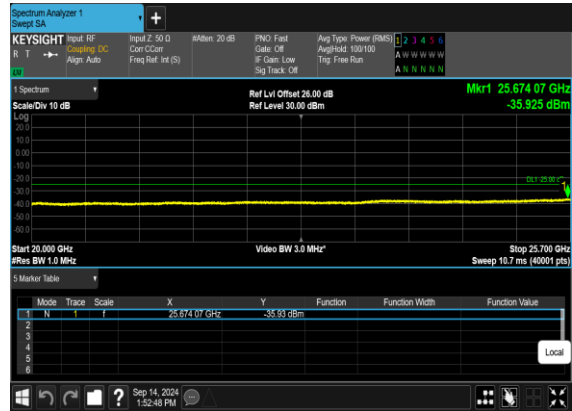 Spectrum Analyzer 1
Swept SA
+
KEYSIGHT Input: RF Input Z: 50 Ω #Atten: 20 dB PNO: Fast Avg Type: Power (RMS) 1 2 3 4 5 6
R T Coupling: DC Corr CCorr Gate: Off Avg|Hold: 100/100 A W W W W W
Align: Auto Freq Ref: Int (S) IF Gain: Low Trig: Free Run
Sig Track: Off A N N N N N
1 Spectrum Ref Lvl Offset 26.00 dB Mkr1 25.674 07 GHz
Scale/Div 10 dB Ref Level 30.00 dBm -35.925 dBm
Log
20.0
10.0
0.00
-10.0
-20.0
DL1 -25.00
1
-30.0
-40.0
-50.0
-60.0
Start 20.000 GHz Video BW 3.0 MHz* Stop 25.700 GHz
#Res BW 1.0 MHz Sweep 10.7 ms (40001 pts)
5 Marker Table
Mode Trace Scale X Y Function Function Width Function Value
1 N 1 f 25.674 07 GHz -35.93 dBm
2
3
4
5
6
Local
? Sep 14, 2024
1:52:48 PM